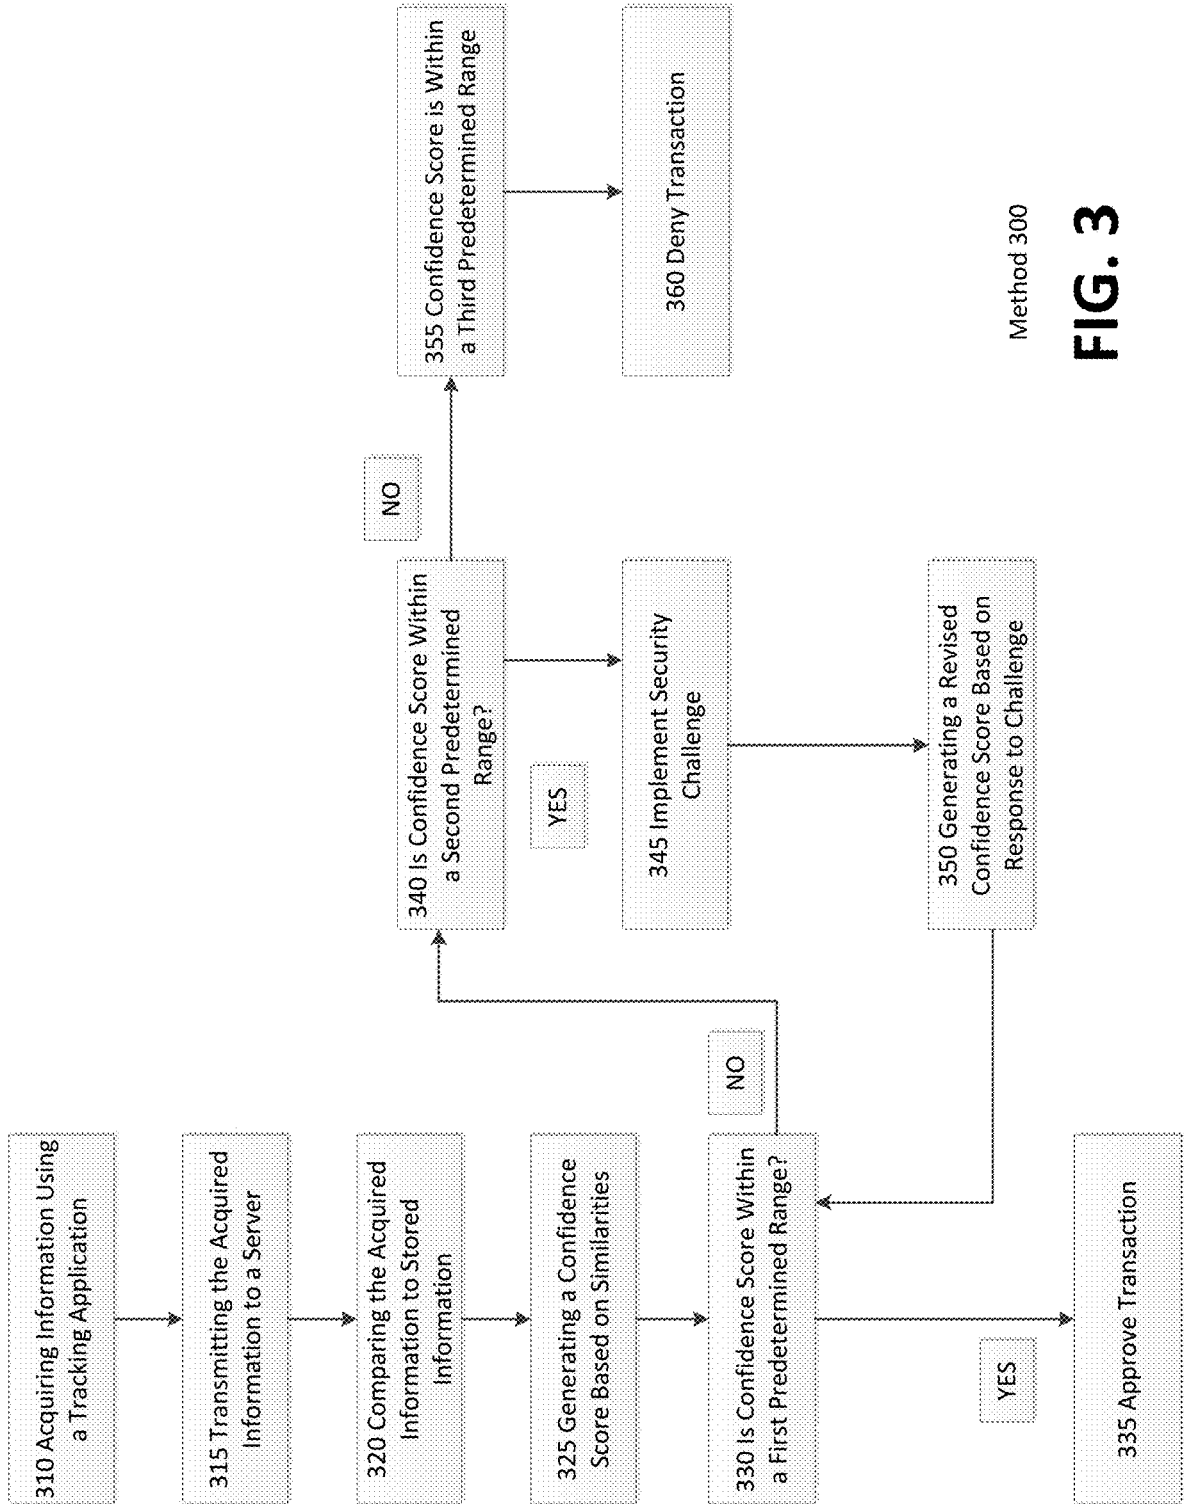 310 Acquiring Information Using
a Tracking Application
315 Transmitting the Acquired
Information to a Server
320 Comparing the Acquired
Information to Stored
Information
325 Generating a Confidence
Score Based on Similarities
330 Is Confidence Score Within
a First Predetermined Range?
YES
335 Approve Transaction
NO
340 Is Confidence Score Within
a Second Predetermined
Range?
YES
345 Implement Security
Challenge
350 Generating a Revised
Confidence Score Based on
Response to Challenge
NO
355 Confidence Score is Within
a Third Predetermined Range
360 Deny Transaction
Method 300
FIG. 3